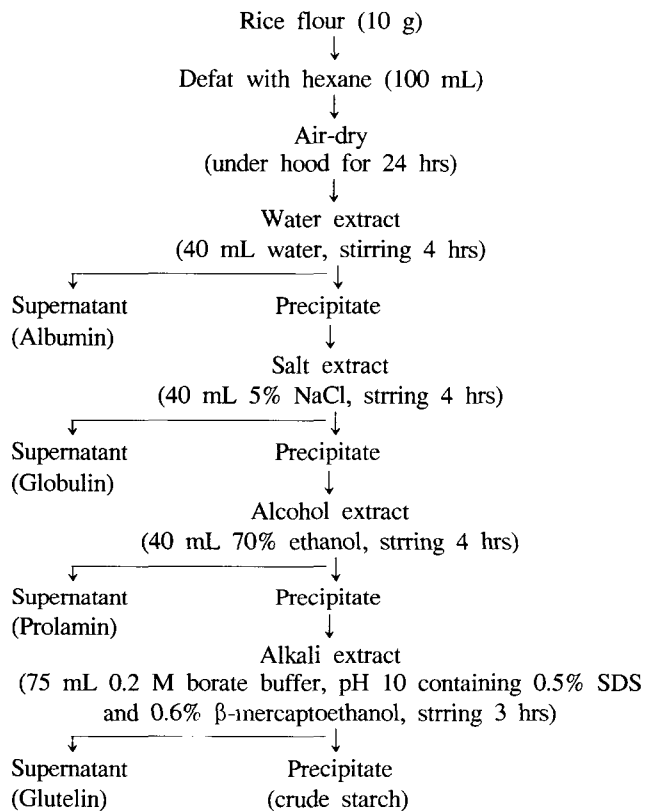 Rice flour (10 g)
Defat with hexane (100 mL)
Air-dry
(under hood for 24 hrs)
Water extract
(40 mL water, stirring 4 hrs)
Supernatant Precipitate
(Albumin)
Salt extract
(40 mL 5% NaCl, strring 4 hrs)
Supernatant Precipitate
(Globulin)
Alcohol extract
(40 mL 70% ethanol, strring 4 hrs)
Supernatant Precipitate
(Prolamin)
Alkali extract
(75 mL 0.2 M borate buffer, pH 10 containing 0.5% SDS
and 0.6% β-mercaptoethanol, strring 3 hrs)
Supernatant Precipitate
(Glutelin) (crude starch)